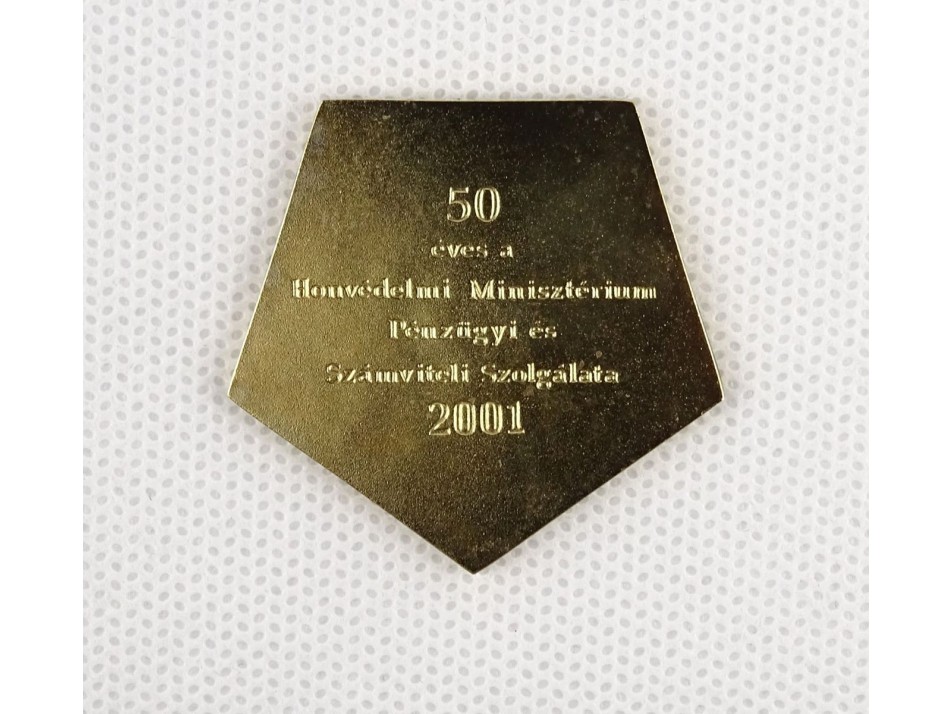 50
éves a
Honvédelmi Minisztérium
Pénzügyi és
Számviteli Szolgálata
2001